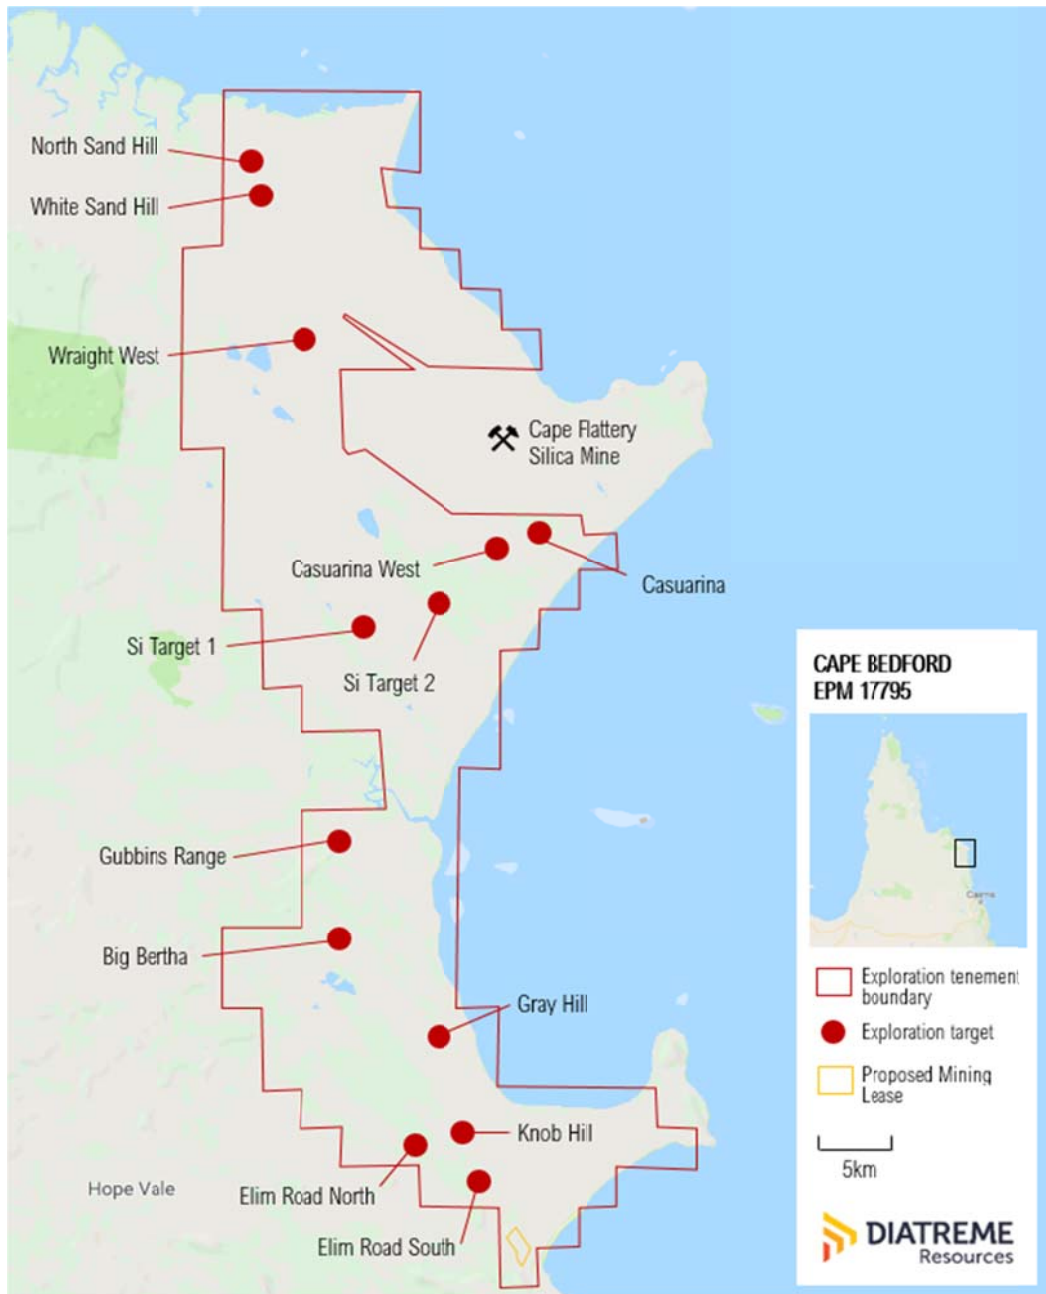 North Sand Hill
White Sand Hill
Wraight West
Cape Flattery
Silica Mine
Casuarina West
Casuarina
Si Target 1
Si Target 2
CAPE BEDFORD
EPM 17795
Cairns
Gubbins Range
Big Bertha
Gray Hill
Exploration tenement
boundary
Exploration target
Proposed Mining
Lease
Knob Hill
5km
Hope Vale
Elim Road North
Elim Road South
DIATREME
Resources